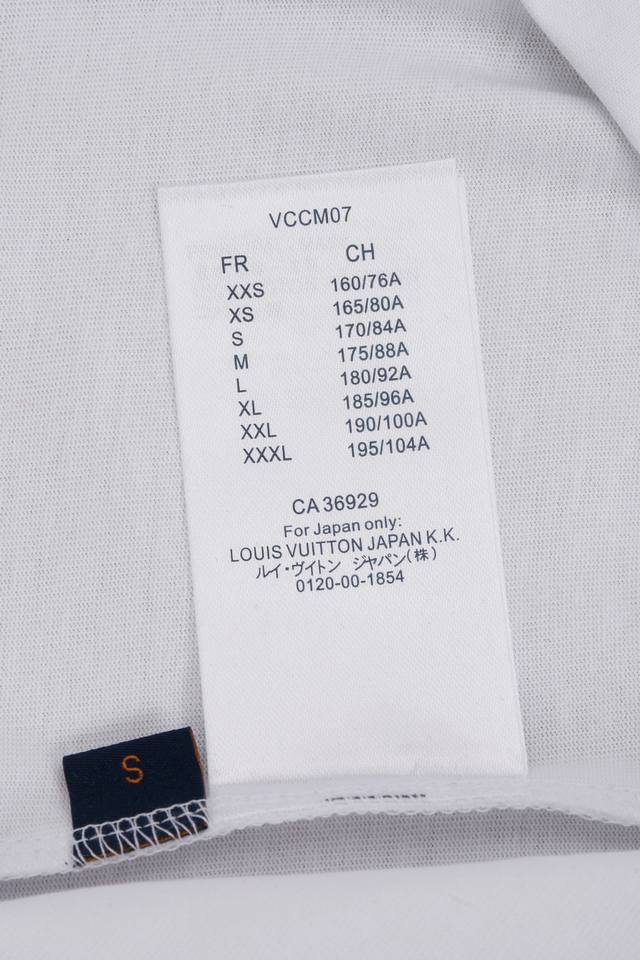 VCCM07
FR CH
XXS 160/76A
XS 165/80A
S 170/84A
M 175/88A
L 180/92A
XL 185/96A
XXL 190/100A
XXXL 195/104A
CA 36929
For Japan only:
LOUIS VUITTON JAPAN K.K.
ルイ・ヴィトン ジャパン(株)
0120-00-1854
S